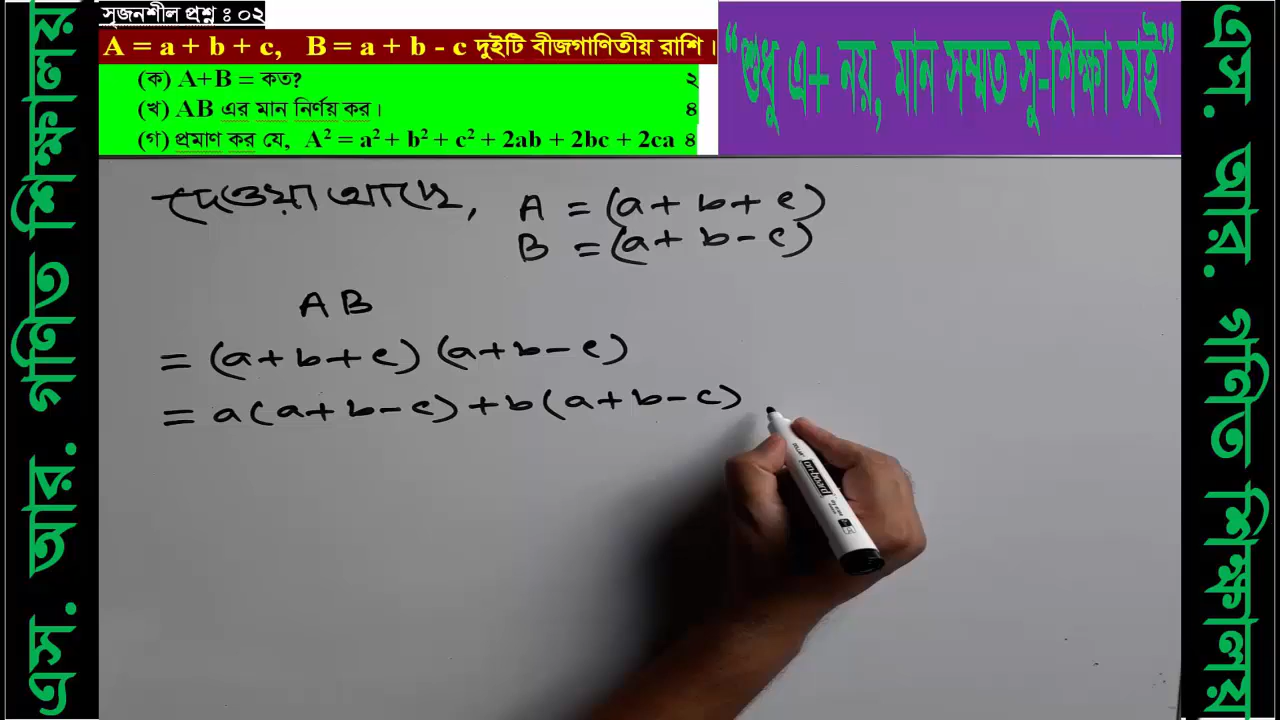 সৃজনশীল প্রশ্ন : ০২
A = a + b + c, B = a + b - c দুইটি বীজগাণিতীয় রাশি।
(ক) A+B = কত? ২
(খ) AB এর মান নির্ণয় কর। ৪
(গ) প্রমাণ কর যে, A² = a² + b² + c² + 2ab + 2bc + 2ca ৪
“শুধু এ+ নয়, মান সম্মত সু-শিক্ষা চাই”
এস. আর. গণিত শিক্ষালয়
দেওয়া আছে, A = (a + b + c)
B = (a + b - c)
AB
= (a + b + c) (a + b - c)
= a (a + b - c) + b (a + b - c)
এস. আর. গণিত শিক্ষালয়